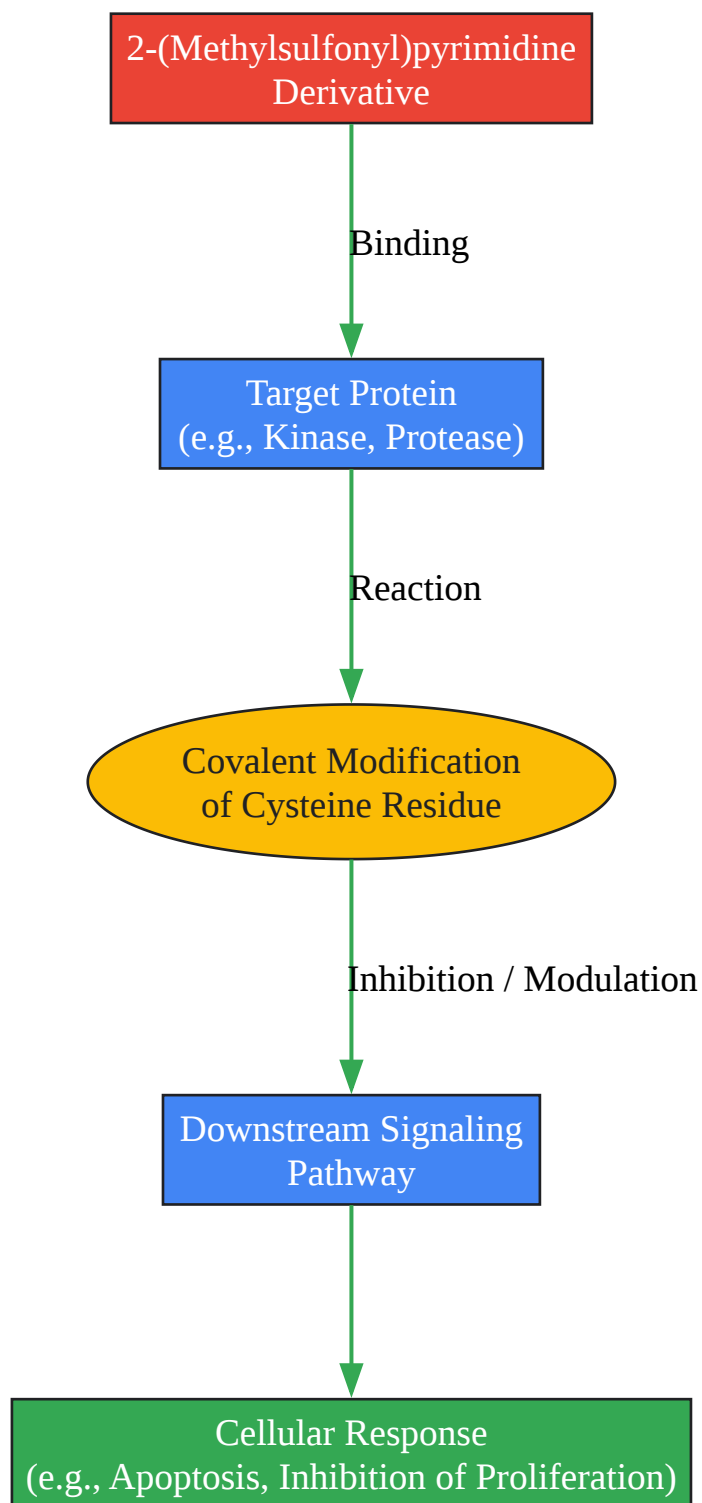 2-(Methylsulfonyl)pyrimidine
Derivative
Binding
Target Protein
(e.g., Kinase, Protease)
Reaction
Covalent Modification
of Cysteine Residue
Inhibition / Modulation
Downstream Signaling
Pathway
Cellular Response
(e.g., Apoptosis, Inhibition of Proliferation)